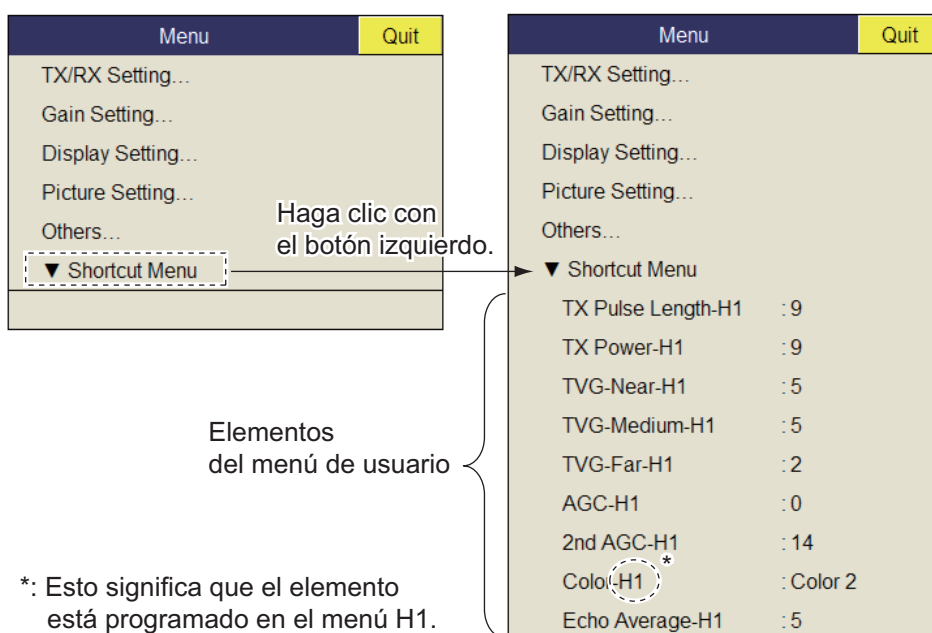 Menu Quit
TX/RX Setting...
Gain Setting...
Display Setting...
Picture Setting...
Others...
▼ Shortcut Menu
Haga clic con
el botón izquierdo.
Menu Quit
TX/RX Setting...
Gain Setting...
Display Setting...
Picture Setting...
Others...
▼ Shortcut Menu
TX Pulse Length-H1 : 9
TX Power-H1 : 9
TVG-Near-H1 : 5
TVG-Medium-H1 : 5
TVG-Far-H1 : 2
AGC-H1 : 0
2nd AGC-H1 : 14
Color-H1 * : Color 2
Echo Average-H1 : 5
Elementos
del menú de usuario
*: Esto significa que el elemento
está programado en el menú H1.